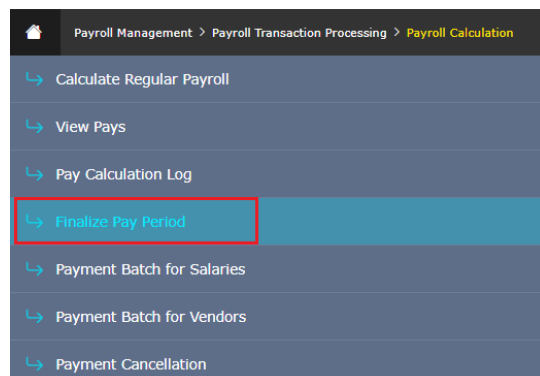 Payroll Management > Payroll Transaction Processing > Payroll Calculation
Calculate Regular Payroll
View Pays
Pay Calculation Log
Finalize Pay Period
Payment Batch for Salaries
Payment Batch for Vendors
Payment Cancellation